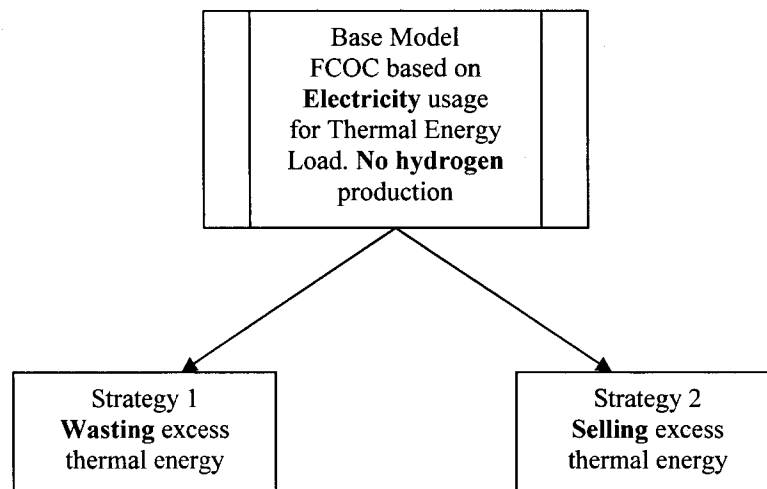 Base Model
FCOC based on
Electricity usage
for Thermal Energy
Load. No hydrogen
production
Strategy 1
Wasting excess
thermal energy
Strategy 2
Selling excess
thermal energy